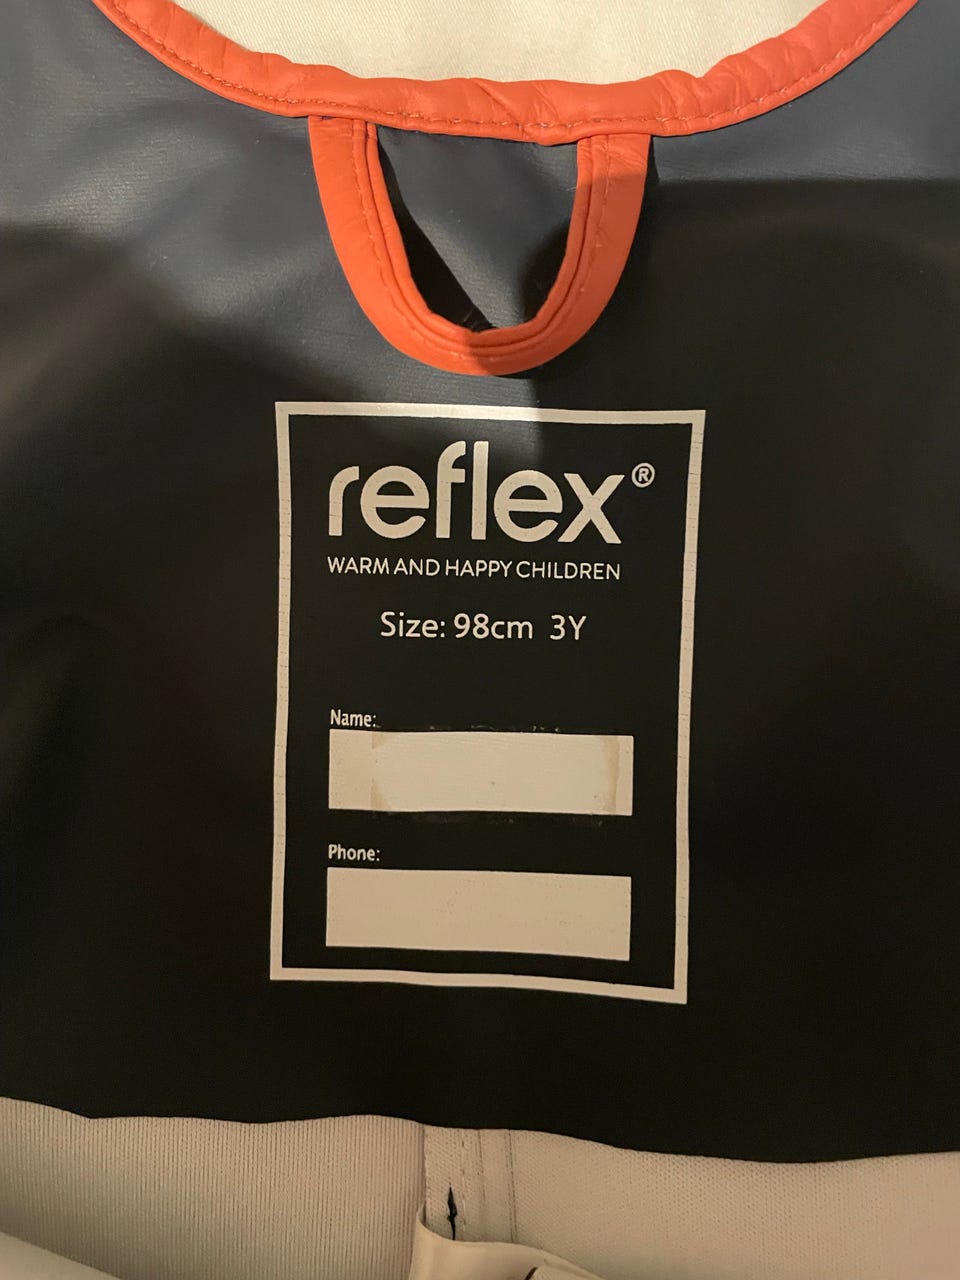 reflex®
WARM AND HAPPY CHILDREN
Size: 98cm 3Y
Name:
Phone: